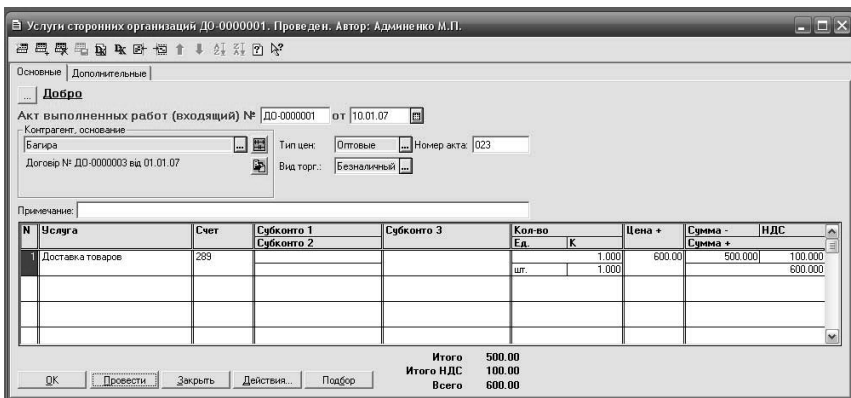 Услуги сторонних организаций ДО-0000001. Проведен. Автор: Админенко М.П.
Основные Дополнительные
... Добро
Акт выполненных работ (входящий) № ДО-0000001 от 10.01.07
Контрагент, основание
Багира ... Тип цен: Оптовые ... Номер акта: 023
Договір № ДО-0000003 від 01.01.07 Вид торг.: Безналичный ...
Примечание:
N Услуга Счет Субконто 1 Субконто 3 Кол-во Цена + Сумма - НДС
Субконто 2 Ед. К Сумма +
1 Доставка товаров 289 1.000 600.00 500.000 100.000
шт. 1.000 600.000
Итого 500.00
Итого НДС 100.00
Всего 600.00
OK Провести Закрыть Действия... Подбор